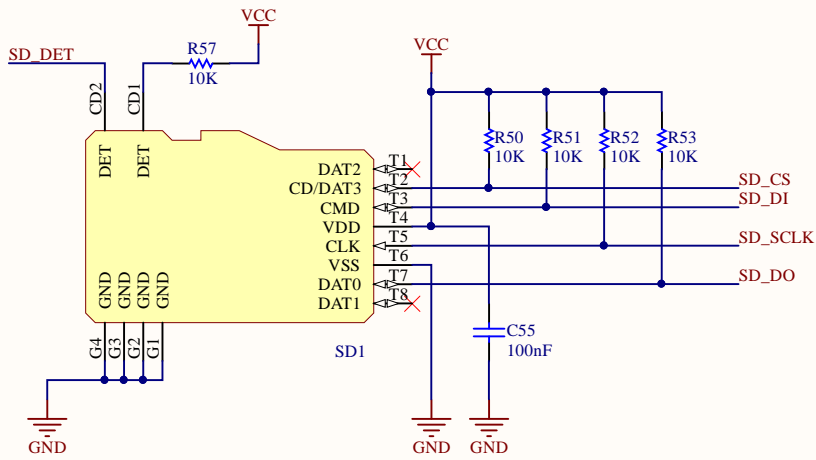 VCC
SD_DET
R57
10K
VCC
CD2
CD1
DET
DET
R50
10K
R51
10K
R52
10K
R53
10K
DAT2
T1
CD/DAT3
T2
SD_CS
CMD
T3
SD_DI
VDD
T4
CLK
T5
SD_SCLK
VSS
T6
DAT0
T7
SD_DO
DAT1
T8
GND
GND
GND
GND
G4
G3
G2
G1
SD1
C55
100nF
GND
GND
GND